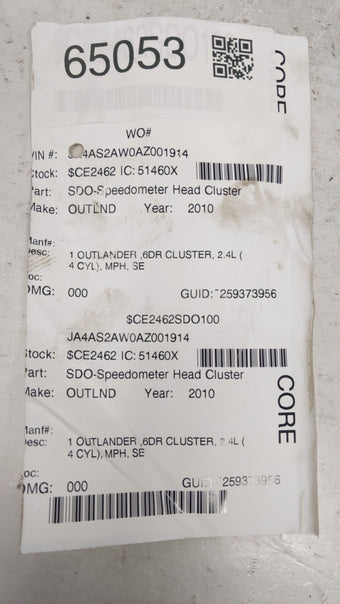 65053
CORE
WO#
VIN #: JA4AS2AW0AZ001914
Stock: $CE2462 IC: 51460X
Part: SDO-Speedometer Head Cluster
Make: OUTLND Year: 2010
Manf#:
Desc: 1 OUTLANDER ,6DR CLUSTER, 2.4L (
4 CYL), MPH, SE
Loc:
DMG: 000 GUID: 259373956
$CE2462SDO100
JA4AS2AW0AZ001914
Stock: $CE2462 IC: 51460X
Part: SDO-Speedometer Head Cluster
Make: OUTLND Year: 2010
CORE
Manf#:
Desc: 1 OUTLANDER ,6DR CLUSTER, 2.4L (
4 CYL), MPH, SE
Loc:
DMG: 000 GUID: 259373956